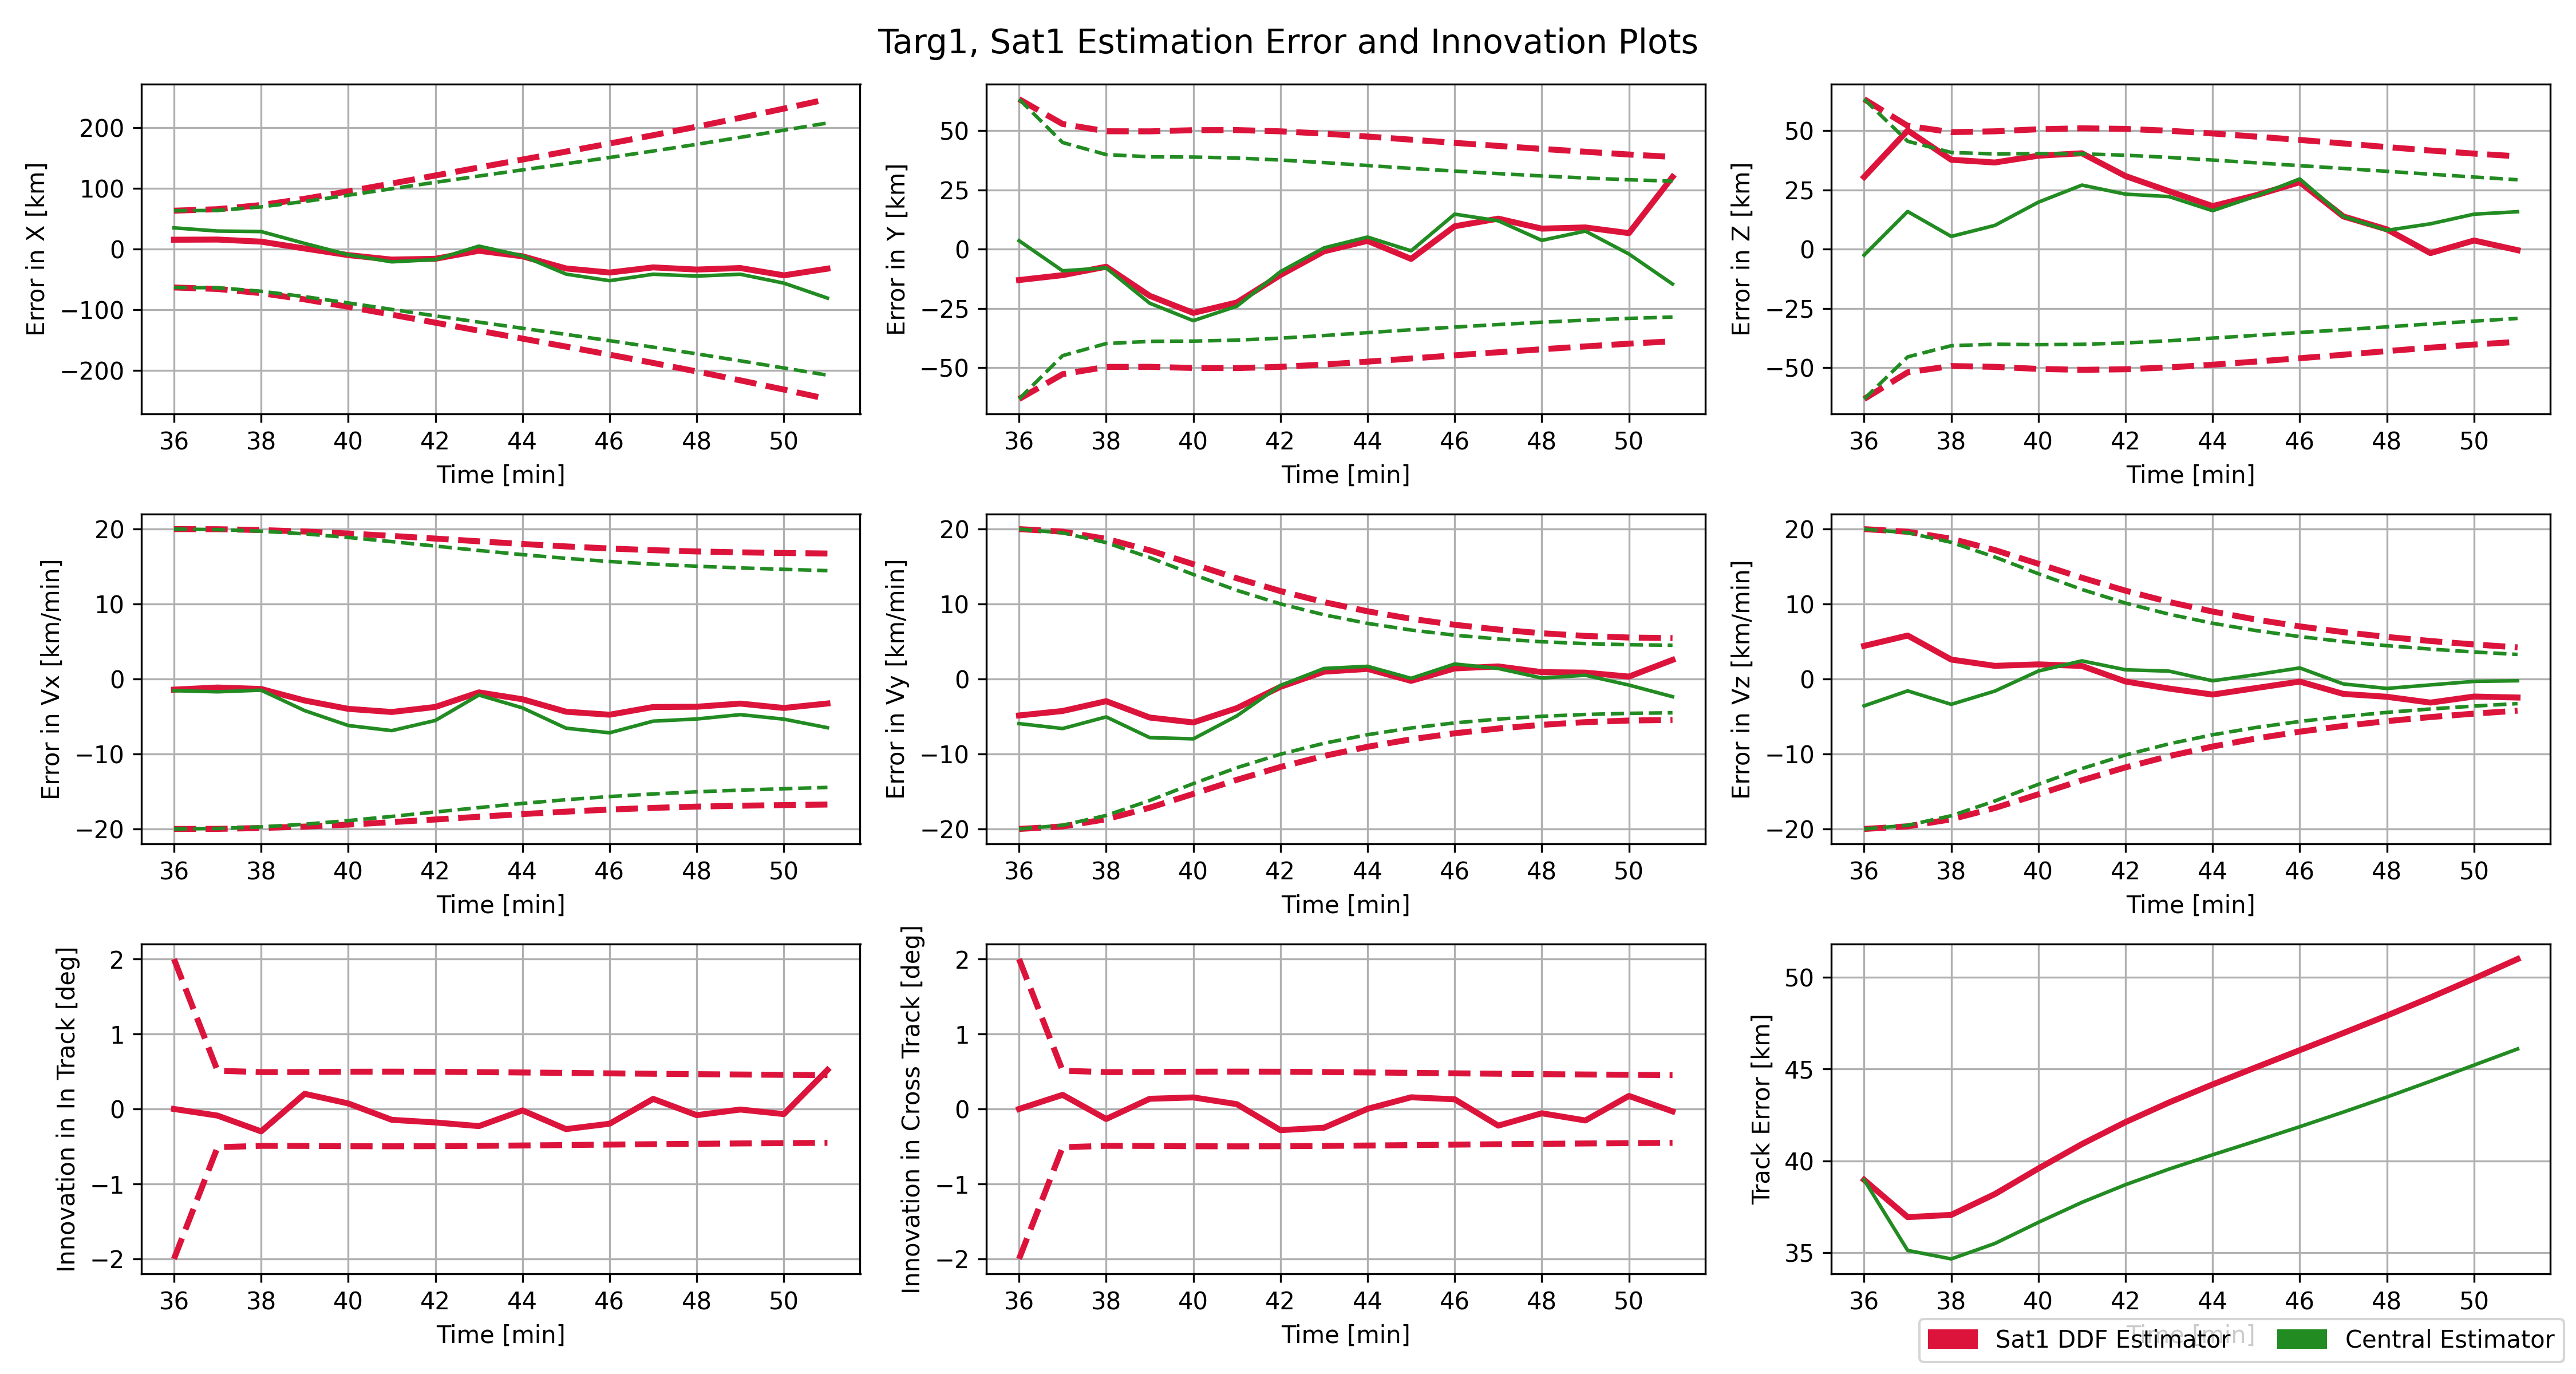 Targ1, Sat1 Estimation Error and Innovation Plots
Error in X [km]
200
100
0
−100
−200
36 38 40 42 44 46 48 50
Time [min]
Error in Y [km]
50
25
0
−25
−50
36 38 40 42 44 46 48 50
Time [min]
Error in Z [km]
50
25
0
−25
−50
36 38 40 42 44 46 48 50
Time [min]
Error in Vx [km/min]
20
10
0
−10
−20
36 38 40 42 44 46 48 50
Time [min]
Error in Vy [km/min]
20
10
0
−10
−20
36 38 40 42 44 46 48 50
Time [min]
Error in Vz [km/min]
20
10
0
−10
−20
36 38 40 42 44 46 48 50
Time [min]
Innovation in In Track [deg]
2
1
0
−1
−2
36 38 40 42 44 46 48 50
Time [min]
Innovation in Cross Track [deg]
2
1
0
−1
−2
36 38 40 42 44 46 48 50
Time [min]
Track Error [km]
50
45
40
35
36 38 40 42 44 46 48 50
Time [min]
Sat1 DDF Estimator
Central Estimator